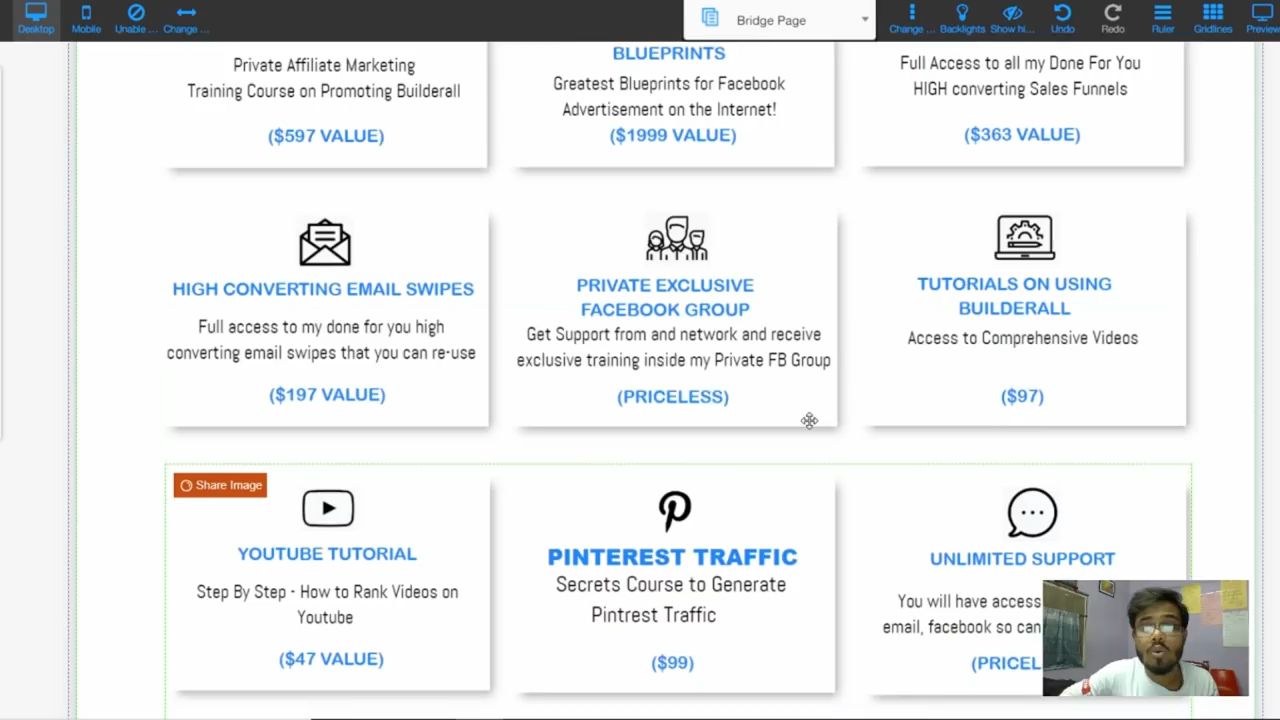 Desktop
Mobile
Unable ...
Change ...
Bridge Page
Change ...
Backlights
Show hi...
Undo
Redo
Ruler
Gridlines
Preview
Private Affiliate Marketing
Training Course on Promoting Builderall
($597 VALUE)
BLUEPRINTS
Greatest Blueprints for Facebook
Advertisement on the Internet!
($1999 VALUE)
Full Access to all my Done For You
HIGH converting Sales Funnels
($363 VALUE)
HIGH CONVERTING EMAIL SWIPES
Full access to my done for you high
converting email swipes that you can re-use
($197 VALUE)
PRIVATE EXCLUSIVE
FACEBOOK GROUP
Get Support from and network and receive
exclusive training inside my Private FB Group
(PRICELESS)
TUTORIALS ON USING
BUILDERALL
Access to Comprehensive Videos
($97)
Share Image
YOUTUBE TUTORIAL
Step By Step - How to Rank Videos on
Youtube
($47 VALUE)
PINTEREST TRAFFIC
Secrets Course to Generate
Pintrest Traffic
($99)
UNLIMITED SUPPORT
You will have access
email, facebook so can
(PRICEL